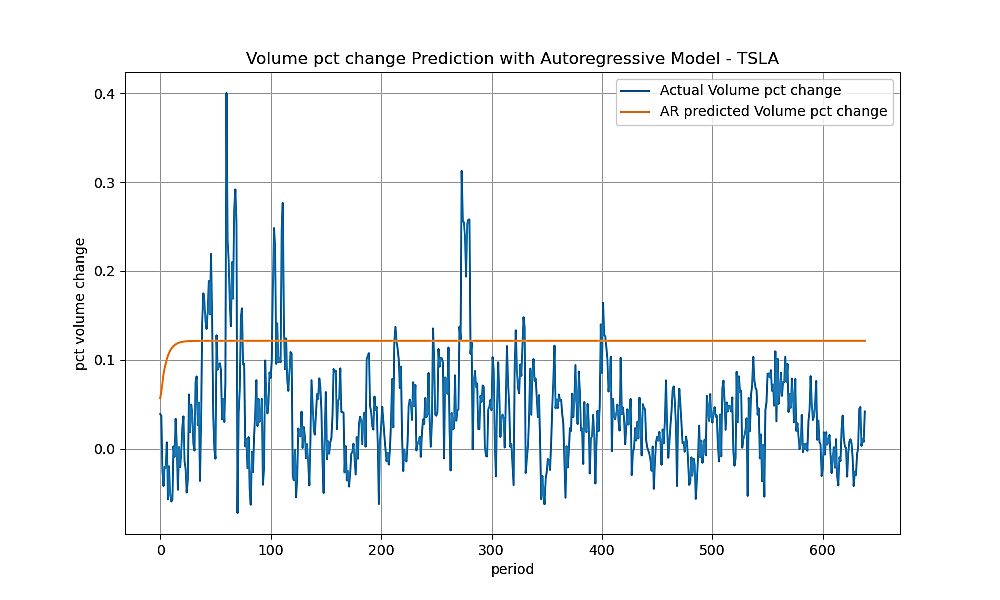 Volume pct change Prediction with Autoregressive Model - TSLA
Actual Volume pct change
AR predicted Volume pct change
0.4
0.3
0.2
0.1
0.0
pct volume change
0 100 200 300 400 500 600
period